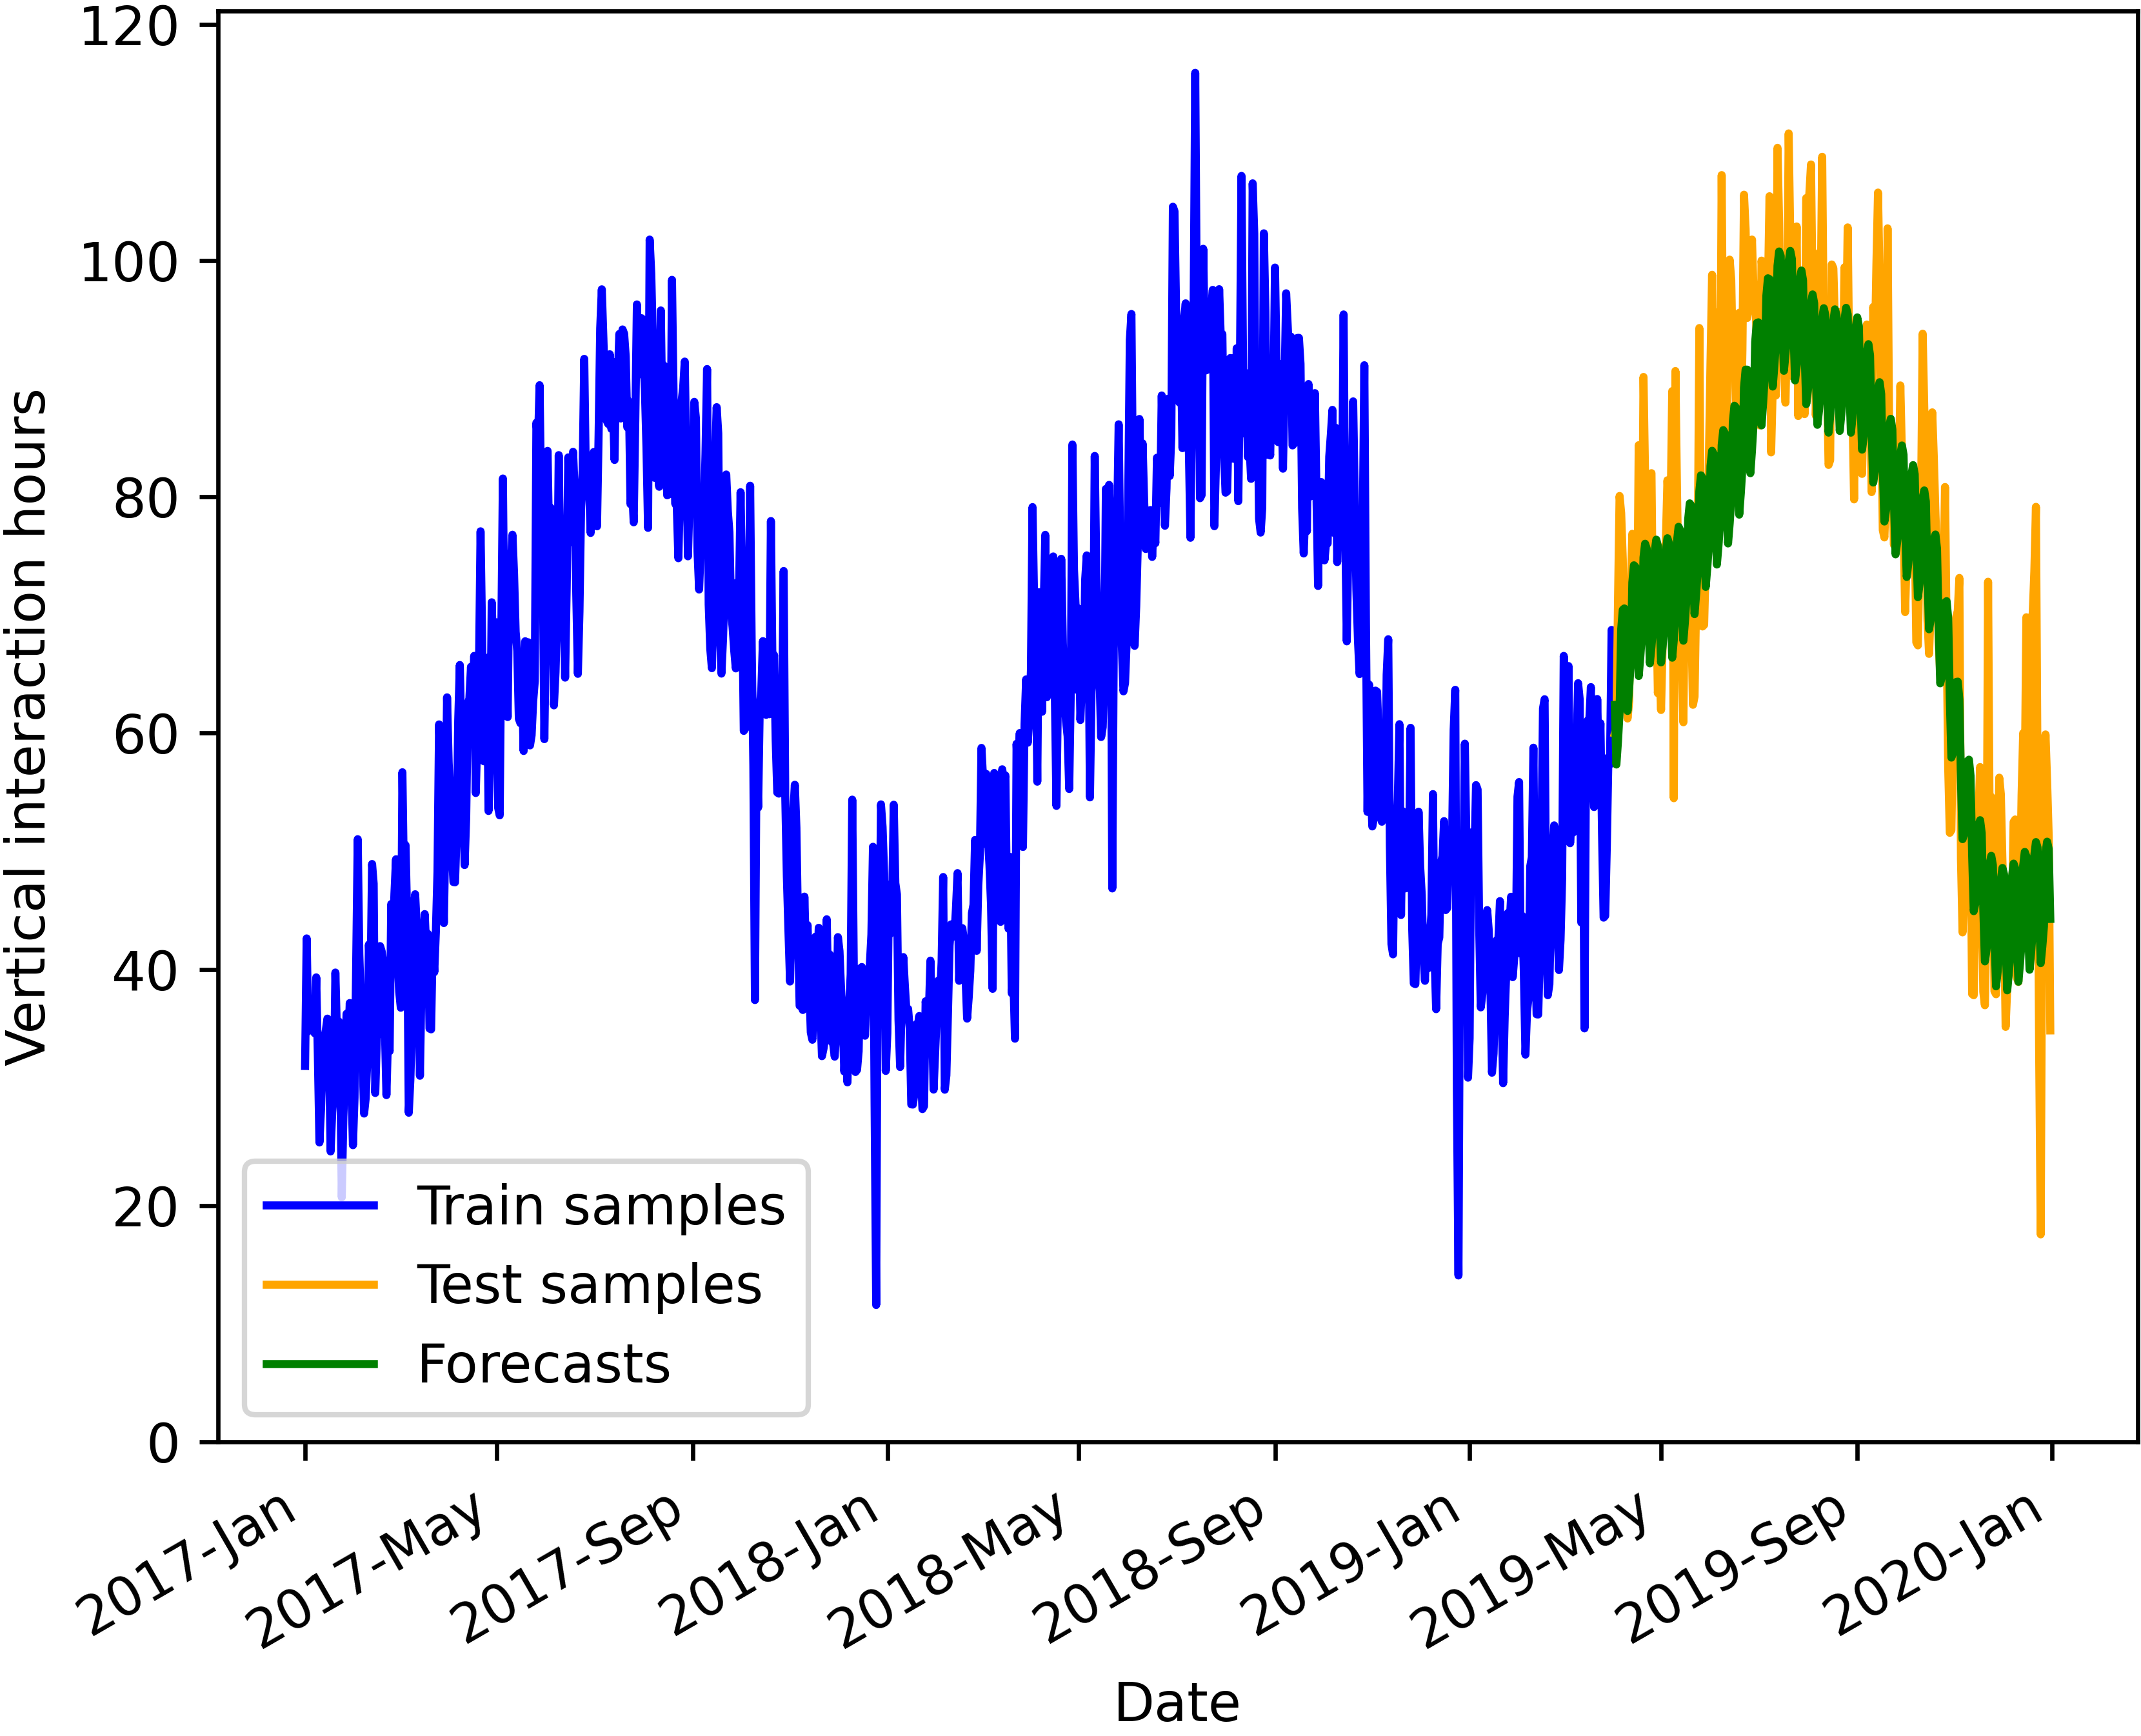 120
100
80
60
40
20
0
Vertical interaction hours
Train samples
Test samples
Forecasts
2017-Jan
2017-May
2017-Sep
2018-Jan
2018-May
2018-Sep
2019-Jan
2019-May
2019-Sep
2020-Jan
Date